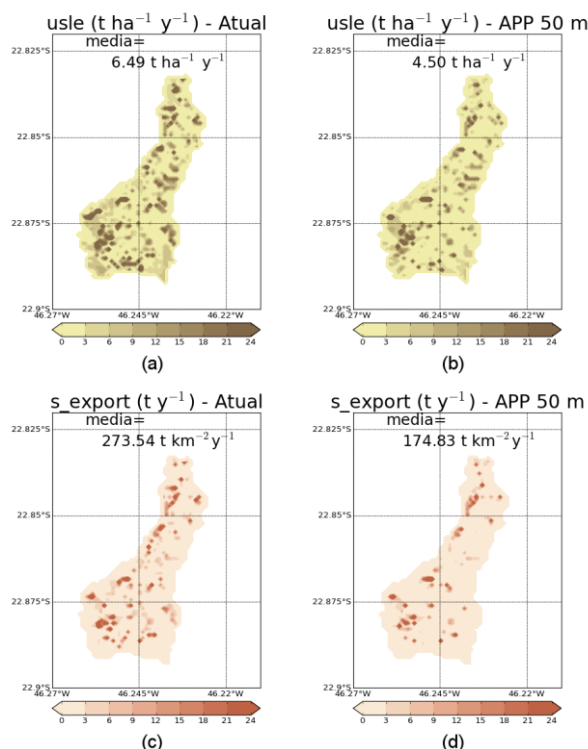 usle (t ha⁻¹ y⁻¹) - Atual
media=
6.49 t ha⁻¹ y⁻¹
22.825°S
22.85°S
22.875°S
22.9°S
46.27°W 46.245°W 46.22°W
0 3 6 9 12 15 18 21 24
(a)
usle (t ha⁻¹ y⁻¹) - APP 50 m
media=
4.50 t ha⁻¹ y⁻¹
22.825°S
22.85°S
22.875°S
22.9°S
46.27°W 46.245°W 46.22°W
0 3 6 9 12 15 18 21 24
(b)
s_export (t y⁻¹) - Atual
media=
273.54 t km⁻² y⁻¹
22.825°S
22.85°S
22.875°S
22.9°S
46.27°W 46.245°W 46.22°W
0 3 6 9 12 15 18 21 24
(c)
s_export (t y⁻¹) - APP 50 m
media=
174.83 t km⁻² y⁻¹
22.825°S
22.85°S
22.875°S
22.9°S
46.27°W 46.245°W 46.22°W
0 3 6 9 12 15 18 21 24
(d)